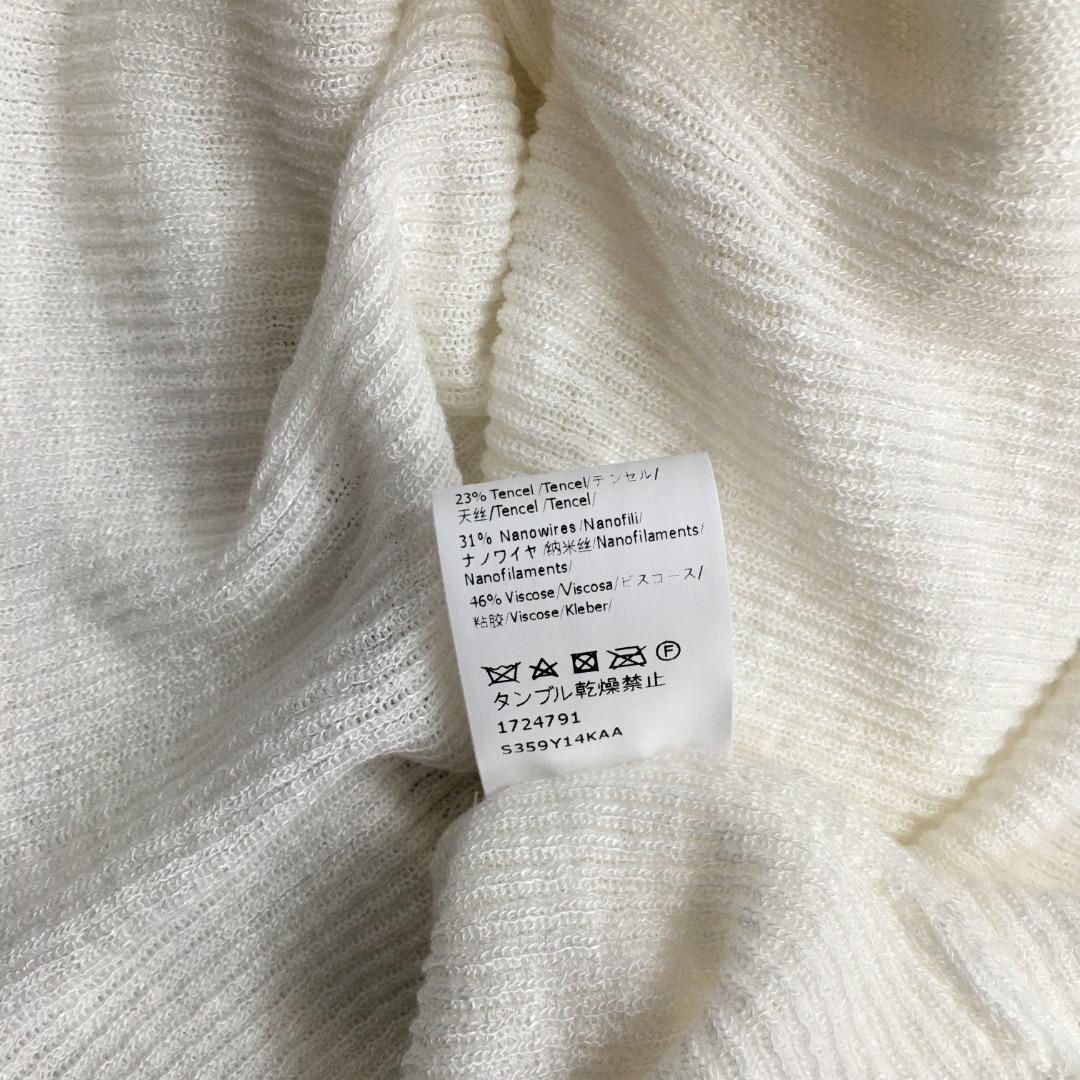 23% Tencel /Tencel/テンセル/
天丝/Tencel /Tencel/
31% Nanowires/Nanofili/
ナノワイヤ/纳米丝/Nanofilaments/
Nanofilaments/
46% Viscose/Viscosa/ビスコース/
粘胶/Viscose/Kleber/
F
タンブル乾燥禁止
1724791
S359Y14KAA